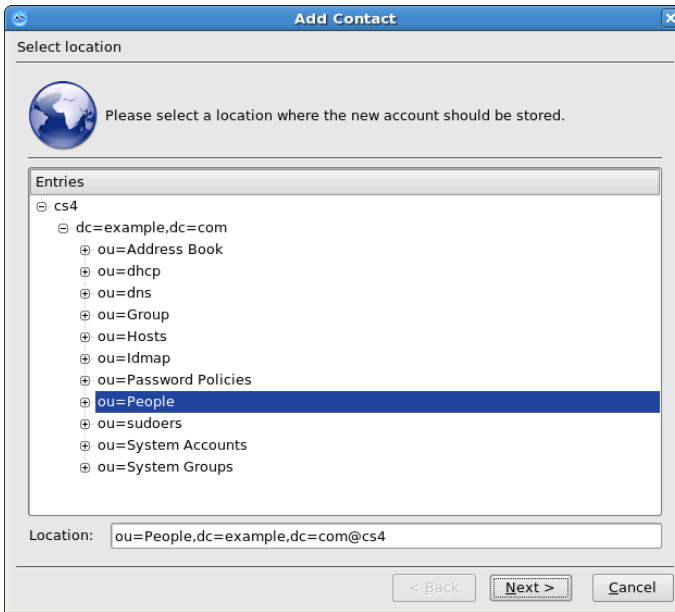 Add Contact
Select location
Please select a location where the new account should be stored.
Entries
cs4
dc=example,dc=com
ou=Address Book
ou=dhcp
ou=dns
ou=Group
ou=Hosts
ou=Idmap
ou=Password Policies
ou=People
ou=sudoers
ou=System Accounts
ou=System Groups
Location: ou=People,dc=example,dc=com@cs4
< Back Next > Cancel